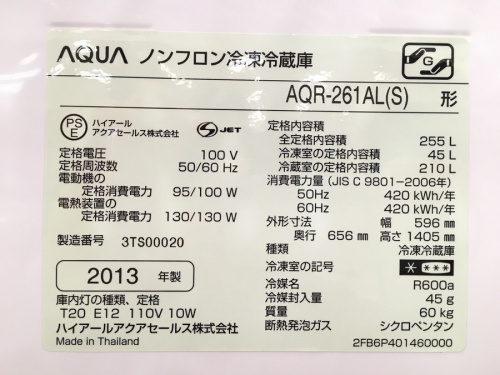 AQUA ノンフロン冷凍冷蔵庫
G
AQR-261AL(S) 形
PS
E
ハイアール
アクアセールス株式会社
S JET
定格電圧 100 V
定格周波数 50/60 Hz
電動機の
定格消費電力 95/100 W
電熱装置の
定格消費電力 130/130 W
製造番号 3TS00020
2013 年製
庫内灯の種類、定格
T20 E12 110V 10W
ハイアールアクアセールス株式会社
Made in Thailand
定格内容積
全定格内容積 255 L
冷凍室の定格内容積 45 L
冷蔵室の定格内容積 210 L
消費電力量 (JIS C 9801-2006年)
50Hz 420 kWh/年
60Hz 420 kWh/年
外形寸法 幅 596 mm
奥行 656 mm 高さ 1405 mm
種類 冷凍冷蔵庫
冷凍室の記号 * ***
冷媒名 R600a
冷媒封入量 45 g
質量 60 kg
断熱発泡ガス シクロペンタン
2FB6P401460000